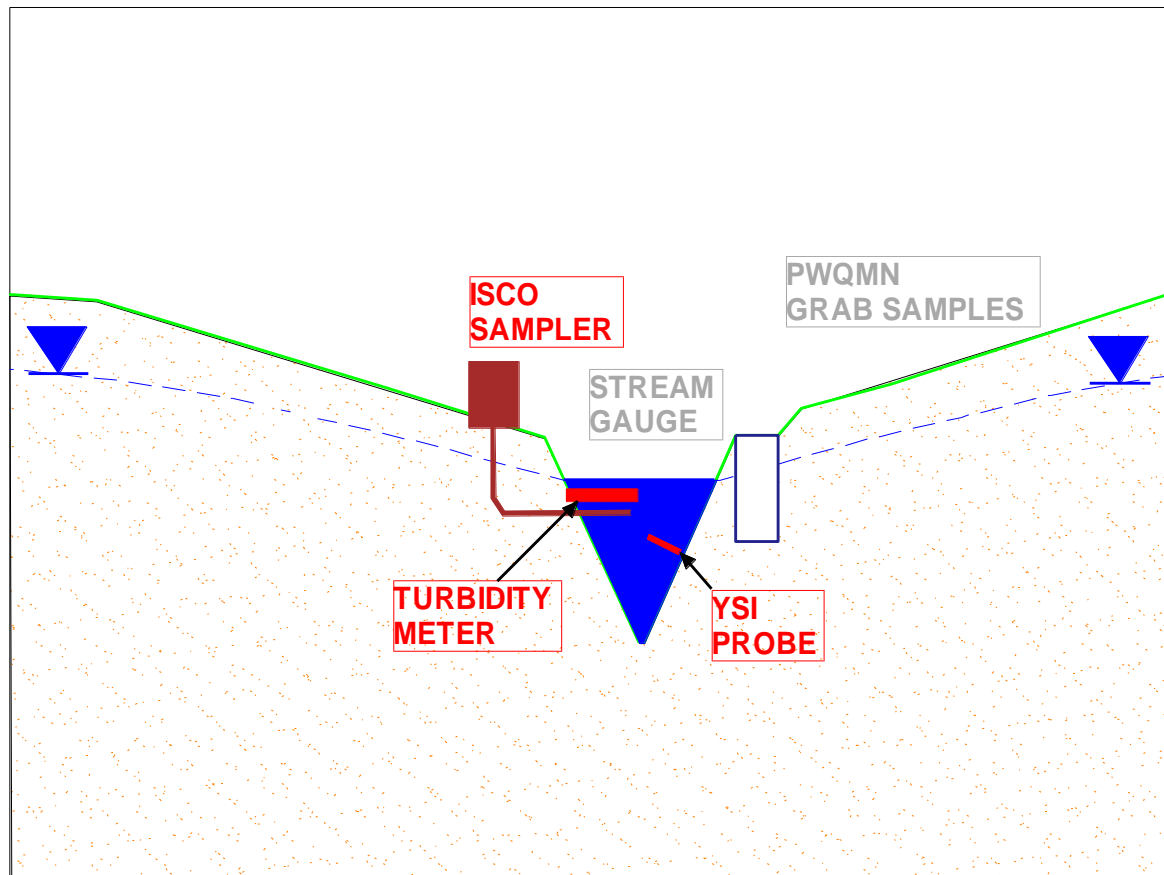 PWQMN
GRAB SAMPLES
ISCO
SAMPLER
STREAM
GAUGE
TURBIDITY
METER
YSI
PROBE